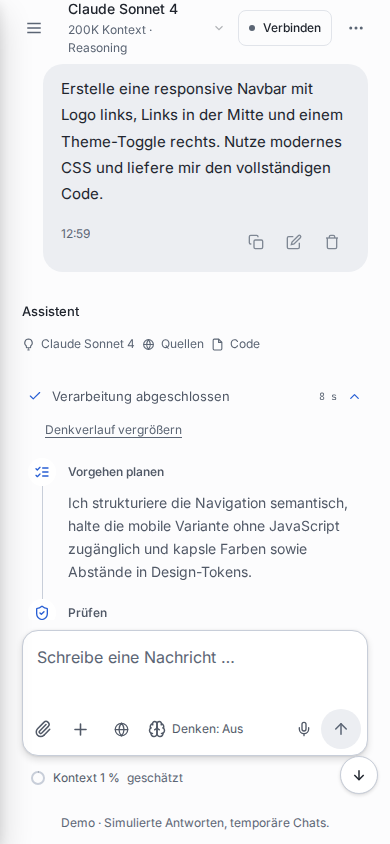 Claude Sonnet 4
200K Kontext ·
Reasoning
Verbinden
Erstelle eine responsive Navbar mit
Logo links, Links in der Mitte und einem
Theme-Toggle rechts. Nutze modernes
CSS und liefere mir den vollständigen
Code.
12:59
Assistent
Claude Sonnet 4 Quellen Code
Verarbeitung abgeschlossen 8 s
Denkverlauf vergrößern
Vorgehen planen
Ich strukturiere die Navigation semantisch,
halte die mobile Variante ohne JavaScript
zugänglich und kapsle Farben sowie
Abstände in Design-Tokens.
Prüfen
Schreibe eine Nachricht ...
Denken: Aus
Kontext 1 % geschätzt
Demo · Simulierte Antworten, temporäre Chats.